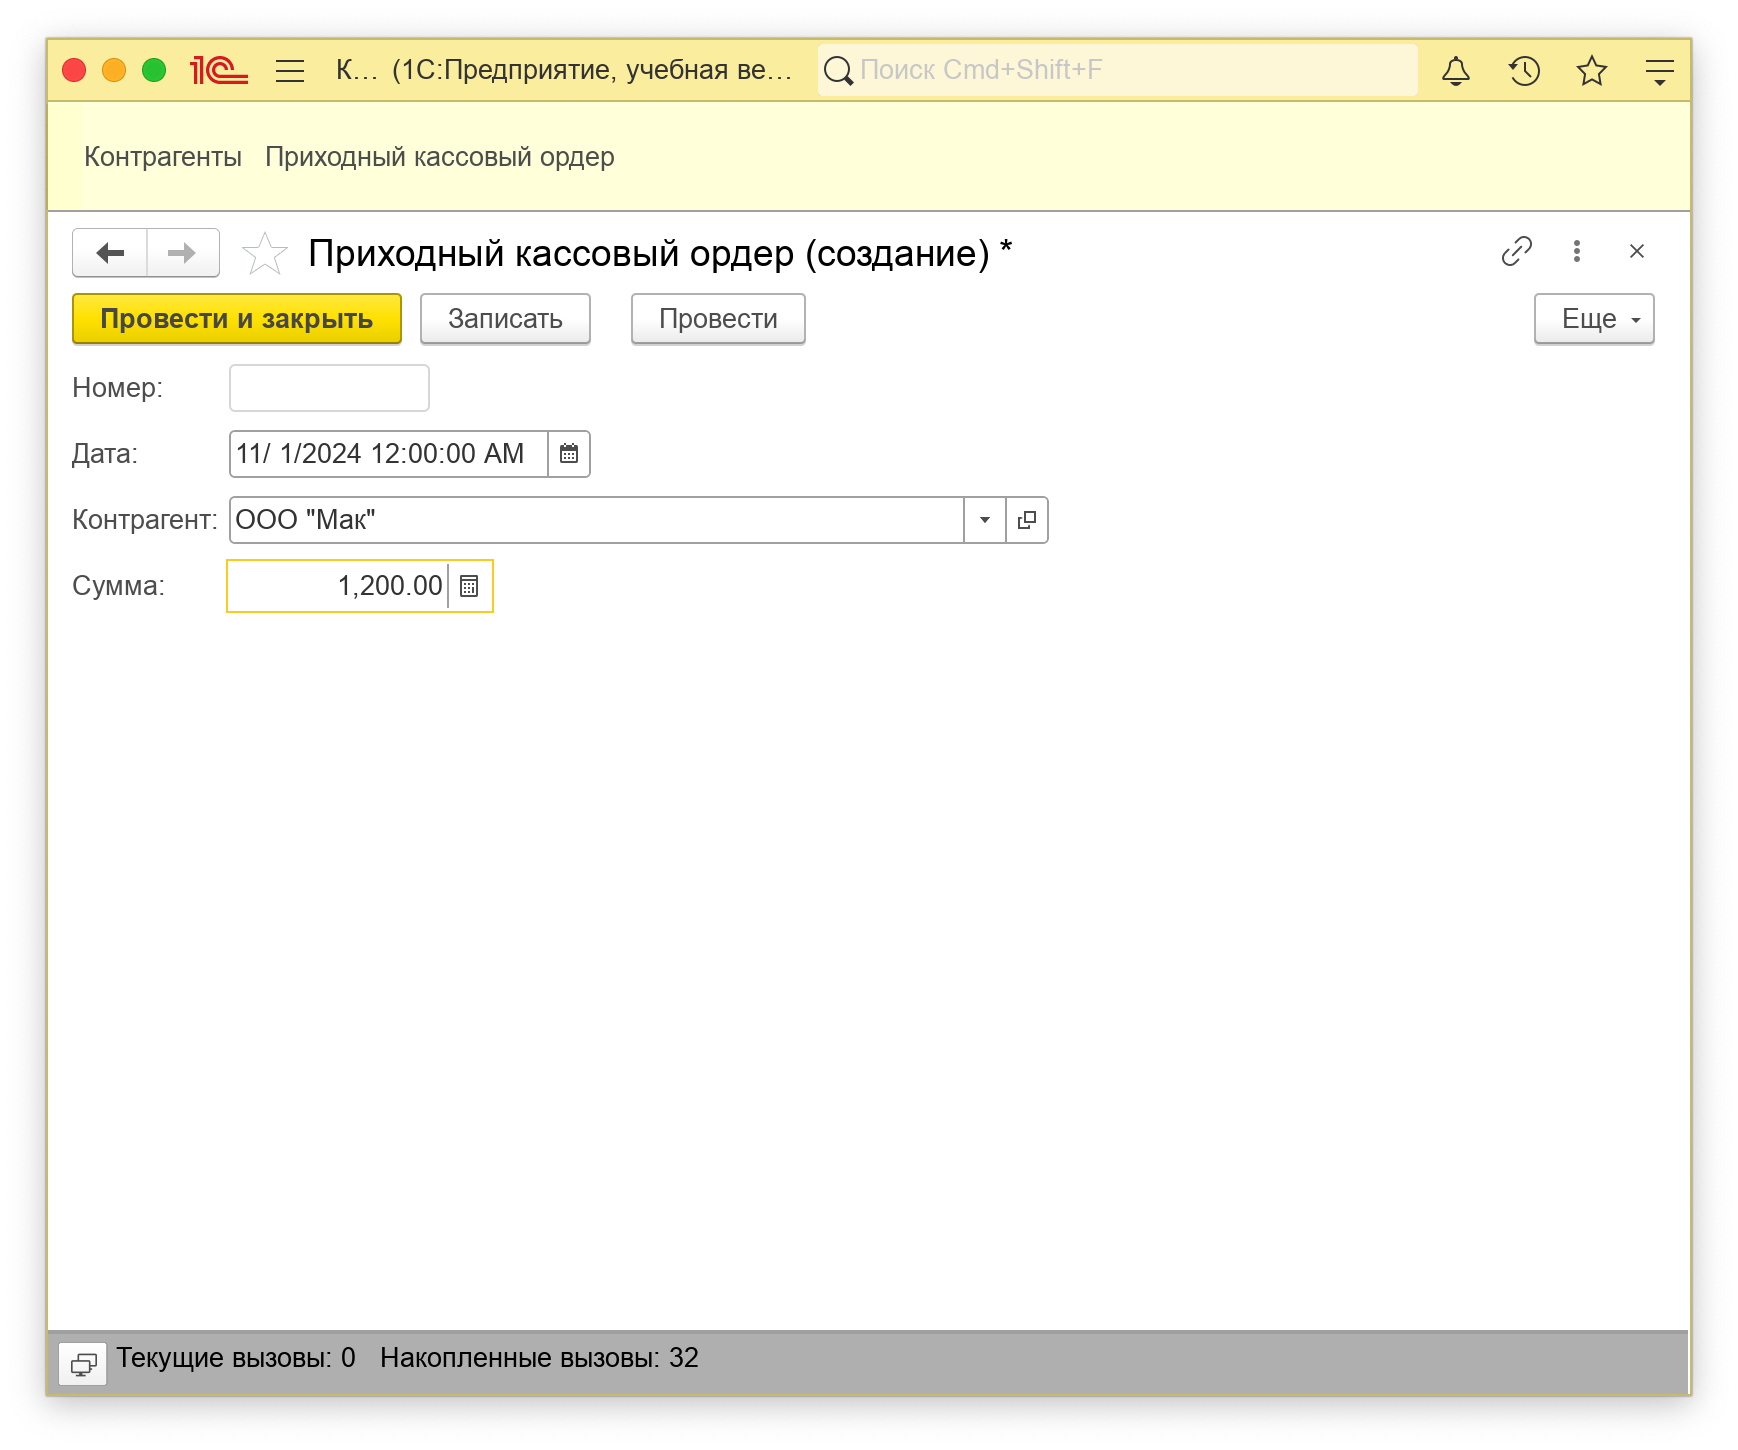 1С К... (1С:Предприятие, учебная ве... Поиск Cmd+Shift+F
Контрагенты Приходный кассовый ордер
Приходный кассовый ордер (создание) *
Провести и закрыть Записать Провести Еще
Номер:
Дата: 11/ 1/2024 12:00:00 AM
Контрагент: ООО "Мак"
Сумма: 1,200.00
Текущие вызовы: 0 Накопленные вызовы: 32